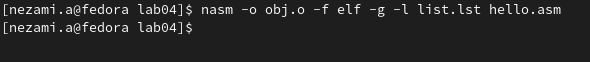 [nezami.a@fedora lab04]$ nasm -o obj.o -f elf -g -l list.lst hello.asm
[nezami.a@fedora lab04]$